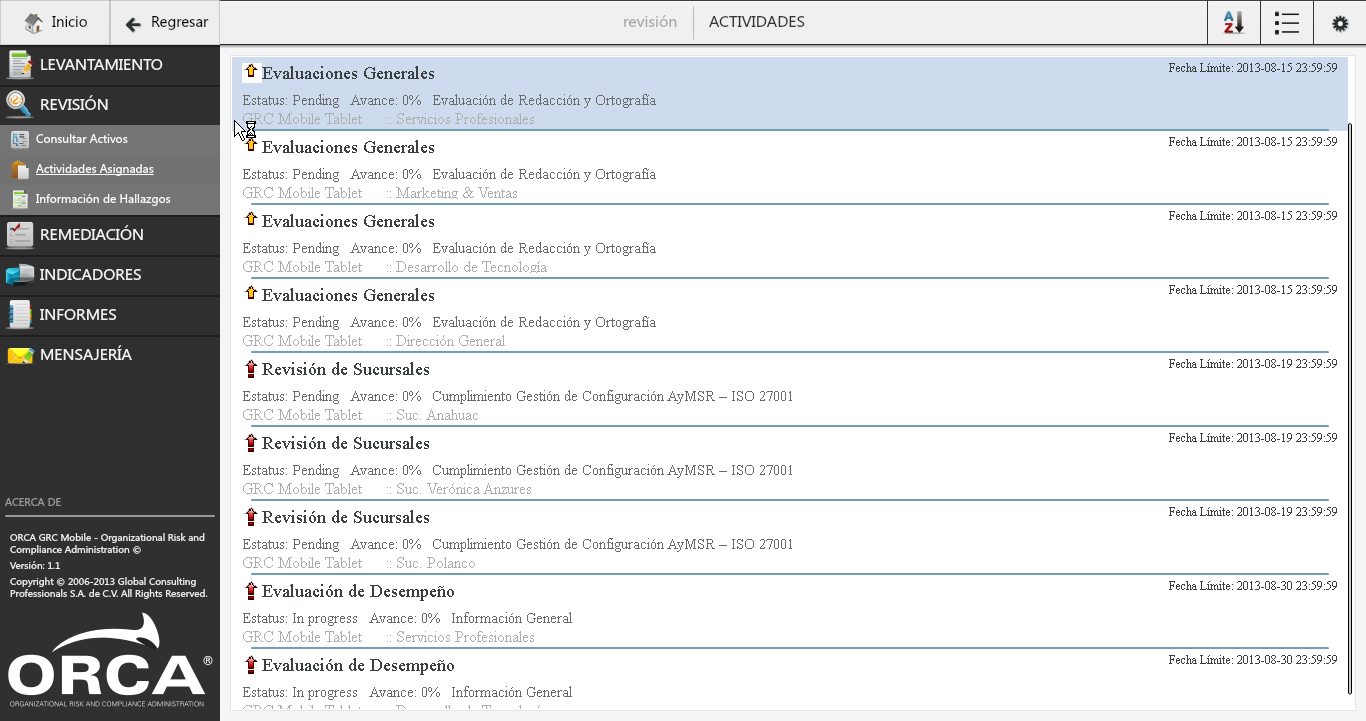 Inicio
Regresar
revisión
ACTIVIDADES
LEVANTAMIENTO
REVISIÓN
Consultar Activos
Actividades Asignadas
Información de Hallazgos
REMEDIACIÓN
INDICADORES
INFORMES
MENSAJERÍA
ACERCA DE
ORCA GRC Mobile - Organizational Risk and
Compliance Administration ©
Versión: 1.1
Copyright © 2006-2013 Global Consulting
Professionals S.A. de C.V. All Rights Reserved.
ORCA®
ORGANIZATIONAL RISK AND COMPLIANCE ADMINISTRATION
Evaluaciones Generales Fecha Límite: 2013-08-15 23:59:59
Estatus: Pending Avance: 0% Evaluación de Redacción y Ortografía
GRC Mobile Tablet :: Servicios Profesionales
Evaluaciones Generales Fecha Límite: 2013-08-15 23:59:59
Estatus: Pending Avance: 0% Evaluación de Redacción y Ortografía
GRC Mobile Tablet :: Marketing & Ventas
Evaluaciones Generales Fecha Límite: 2013-08-15 23:59:59
Estatus: Pending Avance: 0% Evaluación de Redacción y Ortografía
GRC Mobile Tablet :: Desarrollo de Tecnología
Evaluaciones Generales Fecha Límite: 2013-08-15 23:59:59
Estatus: Pending Avance: 0% Evaluación de Redacción y Ortografía
GRC Mobile Tablet :: Dirección General
Revisión de Sucursales Fecha Límite: 2013-08-19 23:59:59
Estatus: Pending Avance: 0% Cumplimiento Gestión de Configuración AyMSR – ISO 27001
GRC Mobile Tablet :: Suc. Anahuac
Revisión de Sucursales Fecha Límite: 2013-08-19 23:59:59
Estatus: Pending Avance: 0% Cumplimiento Gestión de Configuración AyMSR – ISO 27001
GRC Mobile Tablet :: Suc. Verónica Anzures
Revisión de Sucursales Fecha Límite: 2013-08-19 23:59:59
Estatus: Pending Avance: 0% Cumplimiento Gestión de Configuración AyMSR – ISO 27001
GRC Mobile Tablet :: Suc. Polanco
Evaluación de Desempeño Fecha Límite: 2013-08-30 23:59:59
Estatus: In progress Avance: 0% Información General
GRC Mobile Tablet :: Servicios Profesionales
Evaluación de Desempeño Fecha Límite: 2013-08-30 23:59:59
Estatus: In progress Avance: 0% Información General